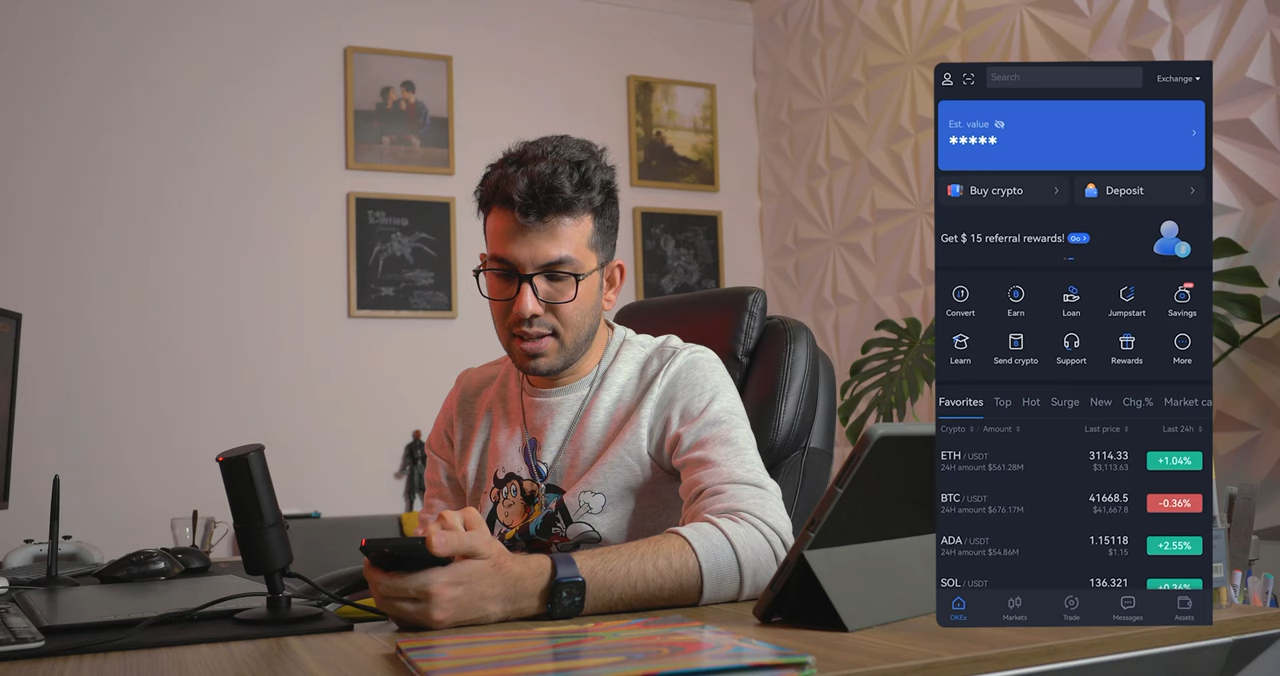 Search
Exchange
Est. value
*****
Buy crypto
Deposit
Get $ 15 referral rewards! Go
Convert Earn Loan Jumpstart Savings
Learn Send crypto Support Rewards More
Favorites Top Hot Surge New Chg.% Market ca
Crypto / Amount Last price Last 24h
ETH / USDT 3114.33 +1.04%
24H amount $561.28M $3,113.63
BTC / USDT 41668.5 -0.36%
24H amount $676.17M $41,667.8
ADA / USDT 1.15118 +2.55%
24H amount $54.86M $1.15
SOL / USDT 136.321 +0.36%
OKEx Markets Trade Messages Assets